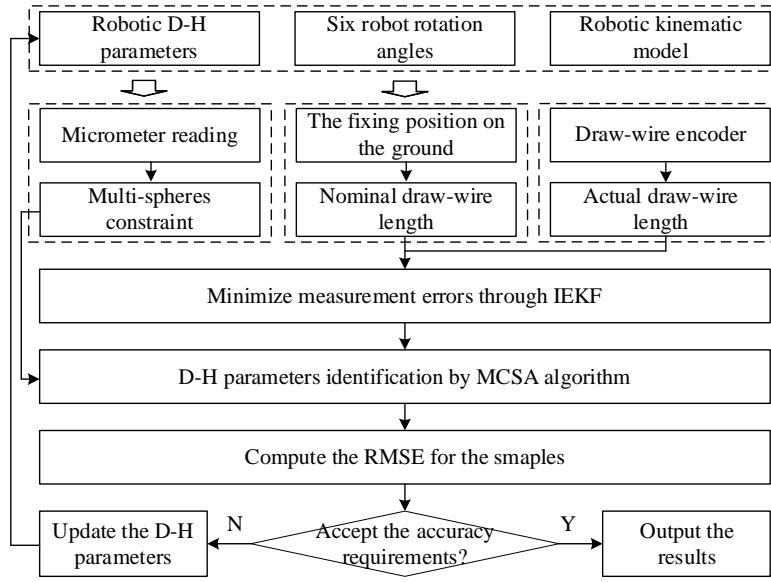 Robotic D-H
parameters
Six robot rotation
angles
Robotic kinematic
model
Micrometer reading
The fixing position on
the ground
Draw-wire encoder
Multi-spheres
constraint
Nominal draw-wire
length
Actual draw-wire
length
Minimize measurement errors through IEKF
D-H parameters identification by MCSA algorithm
Compute the RMSE for the smaples
Update the D-H
parameters
N
Accept the accuracy
requirements?
Y
Output the
results